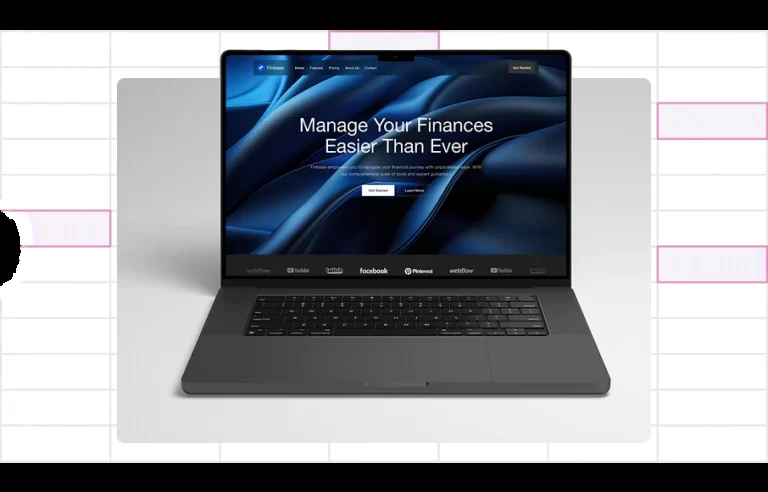 Finbase
Home Features Pricing About Us Contact
Get Started
Manage Your Finances
Easier Than Ever
Finbase empowers you to navigate your financial journey with unparalleled ease. With
our comprehensive suite of tools and expert guidance.
Get Started Learn More
webflow YouTube twitch facebook Pinterest webflow YouTube twitch